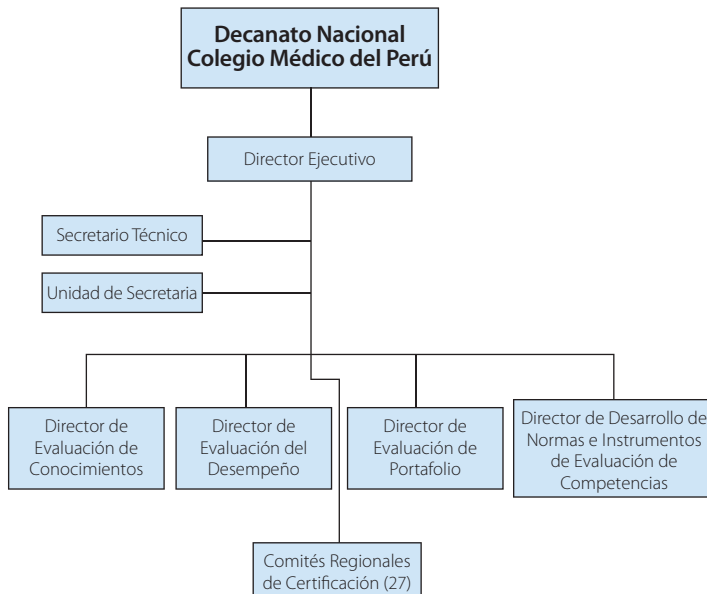 Decanato Nacional
Colegio Médico del Perú
Director Ejecutivo
Secretario Técnico
Unidad de Secretaria
Director de
Evaluación de
Conocimientos
Director de
Evaluación del
Desempeño
Director de
Evaluación de
Portafolio
Director de Desarrollo de
Normas e Instrumentos
de Evaluación de
Competencias
Comités Regionales
de Certificación (27)